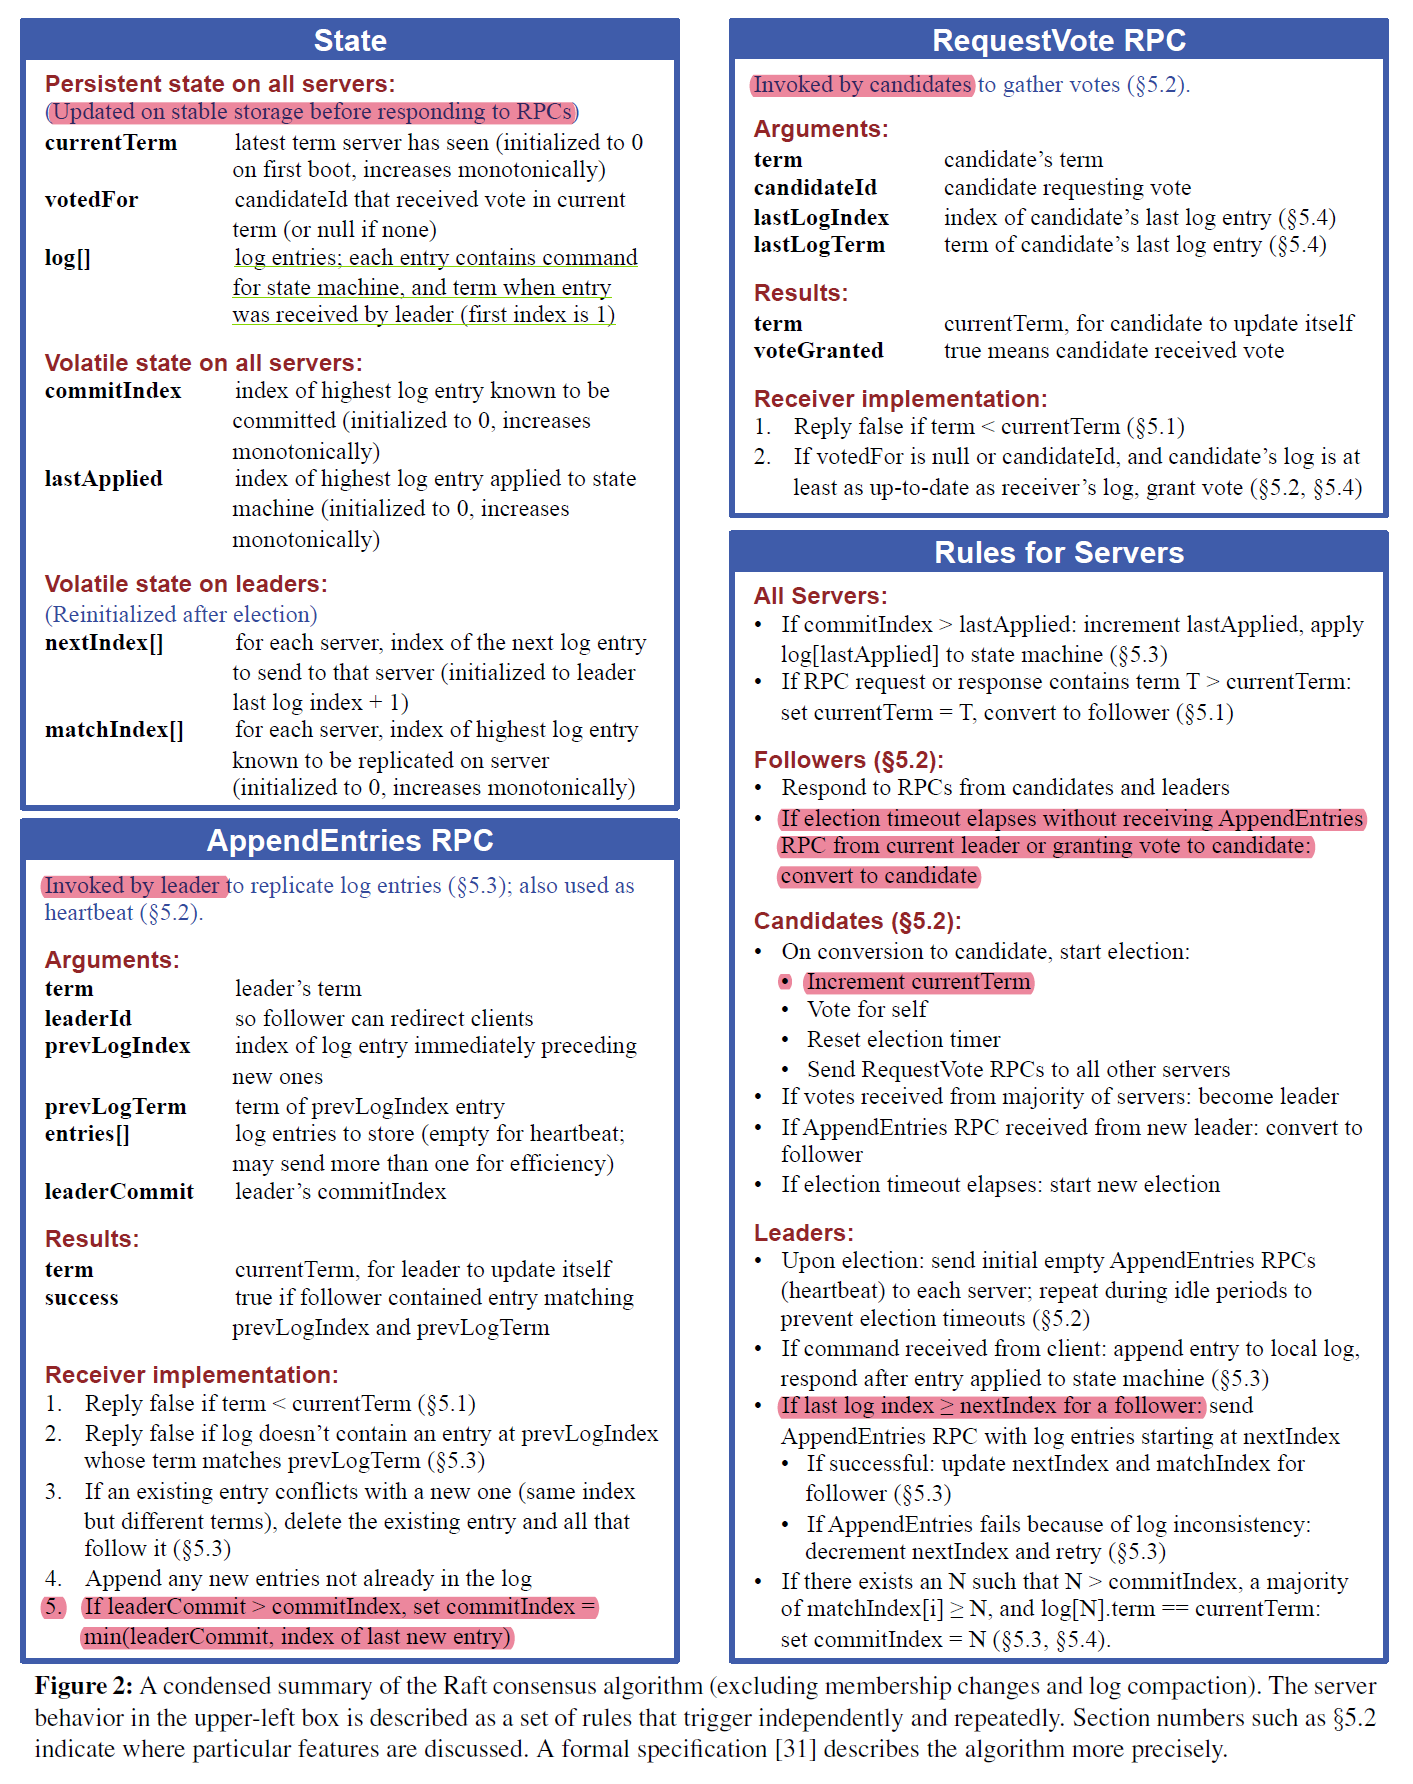 State
Persistent state on all servers:
(Updated on stable storage before responding to RPCs)
currentTerm latest term server has seen (initialized to 0
on first boot, increases monotonically)
votedFor candidateId that received vote in current
term (or null if none)
log[] log entries; each entry contains command
for state machine, and term when entry
was received by leader (first index is 1)
Volatile state on all servers:
commitIndex index of highest log entry known to be
committed (initialized to 0, increases
monotonically)
lastApplied index of highest log entry applied to state
machine (initialized to 0, increases
monotonically)
Volatile state on leaders:
(Reinitialized after election)
nextIndex[] for each server, index of the next log entry
to send to that server (initialized to leader
last log index + 1)
matchIndex[] for each server, index of highest log entry
known to be replicated on server
(initialized to 0, increases monotonically)
AppendEntries RPC
Invoked by leader to replicate log entries (§5.3); also used as
heartbeat (§5.2).
Arguments:
term leader's term
leaderId so follower can redirect clients
prevLogIndex index of log entry immediately preceding
new ones
prevLogTerm term of prevLogIndex entry
entries[] log entries to store (empty for heartbeat;
may send more than one for efficiency)
leaderCommit leader's commitIndex
Results:
term currentTerm, for leader to update itself
success true if follower contained entry matching
prevLogIndex and prevLogTerm
Receiver implementation:
1. Reply false if term < currentTerm (§5.1)
2. Reply false if log doesn't contain an entry at prevLogIndex
whose term matches prevLogTerm (§5.3)
3. If an existing entry conflicts with a new one (same index
but different terms), delete the existing entry and all that
follow it (§5.3)
4. Append any new entries not already in the log
5. If leaderCommit > commitIndex, set commitIndex =
min(leaderCommit, index of last new entry)
RequestVote RPC
Invoked by candidates to gather votes (§5.2).
Arguments:
term candidate's term
candidateId candidate requesting vote
lastLogIndex index of candidate's last log entry (§5.4)
lastLogTerm term of candidate's last log entry (§5.4)
Results:
term currentTerm, for candidate to update itself
voteGranted true means candidate received vote
Receiver implementation:
1. Reply false if term < currentTerm (§5.1)
2. If votedFor is null or candidateId, and candidate's log is at
least as up-to-date as receiver's log, grant vote (§5.2, §5.4)
Rules for Servers
All Servers:
• If commitIndex > lastApplied: increment lastApplied, apply
log[lastApplied] to state machine (§5.3)
• If RPC request or response contains term T > currentTerm:
set currentTerm = T, convert to follower (§5.1)
Followers (§5.2):
• Respond to RPCs from candidates and leaders
• If election timeout elapses without receiving AppendEntries
RPC from current leader or granting vote to candidate:
convert to candidate
Candidates (§5.2):
• On conversion to candidate, start election:
• Increment currentTerm
• Vote for self
• Reset election timer
• Send RequestVote RPCs to all other servers
• If votes received from majority of servers: become leader
• If AppendEntries RPC received from new leader: convert to
follower
• If election timeout elapses: start new election
Leaders:
• Upon election: send initial empty AppendEntries RPCs
(heartbeat) to each server; repeat during idle periods to
prevent election timeouts (§5.2)
• If command received from client: append entry to local log,
respond after entry applied to state machine (§5.3)
• If last log index ≥ nextIndex for a follower: send
AppendEntries RPC with log entries starting at nextIndex
• If successful: update nextIndex and matchIndex for
follower (§5.3)
• If AppendEntries fails because of log inconsistency:
decrement nextIndex and retry (§5.3)
• If there exists an N such that N > commitIndex, a majority
of matchIndex[i] ≥ N, and log[N].term == currentTerm:
set commitIndex = N (§5.3, §5.4).
Figure 2: A condensed summary of the Raft consensus algorithm (excluding membership changes and log compaction). The server
behavior in the upper-left box is described as a set of rules that trigger independently and repeatedly. Section numbers such as §5.2
indicate where particular features are discussed. A formal specification [31] describes the algorithm more precisely.